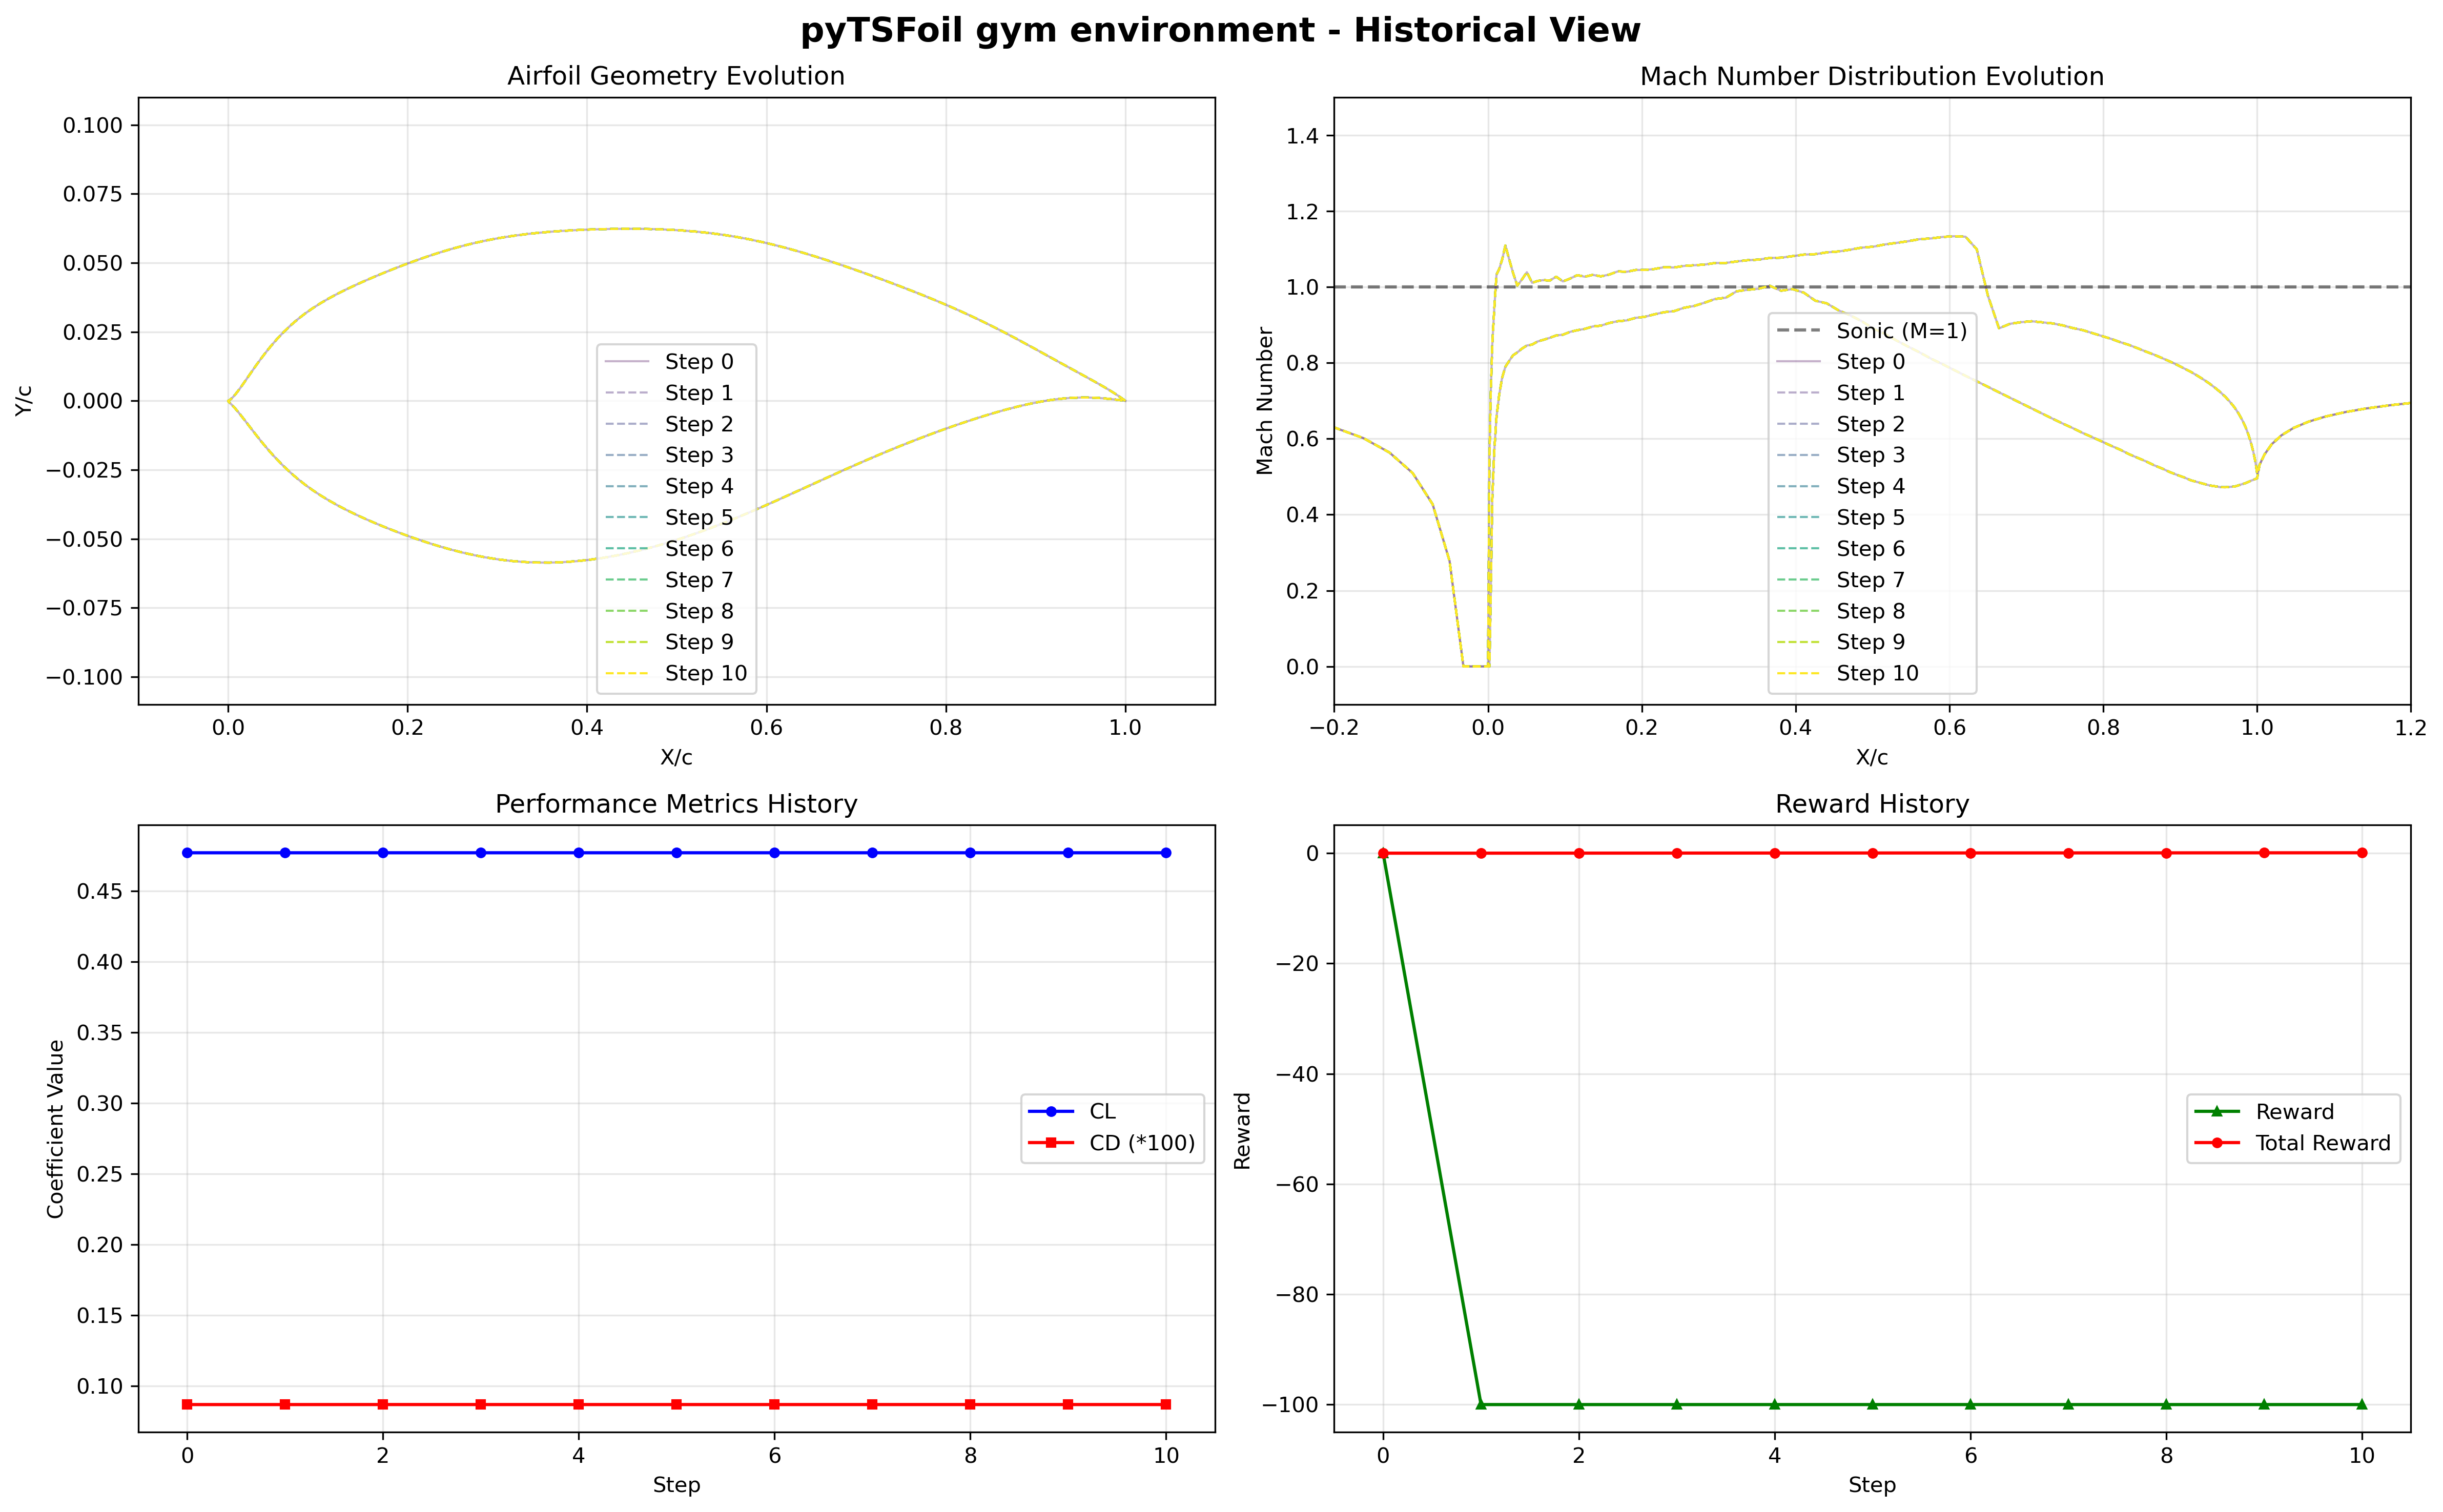 pyTSFoil gym environment - Historical View
Airfoil Geometry Evolution
0.100
0.075
0.050
0.025
0.000
−0.025
−0.050
−0.075
−0.100
Y/c
0.0
0.2
0.4
0.6
0.8
1.0
X/c
Step 0
Step 1
Step 2
Step 3
Step 4
Step 5
Step 6
Step 7
Step 8
Step 9
Step 10
Mach Number Distribution Evolution
1.4
1.2
1.0
0.8
0.6
0.4
0.2
0.0
Mach Number
−0.2
0.0
0.2
0.4
0.6
0.8
1.0
1.2
X/c
Sonic (M=1)
Step 0
Step 1
Step 2
Step 3
Step 4
Step 5
Step 6
Step 7
Step 8
Step 9
Step 10
Performance Metrics History
0.45
0.40
0.35
0.30
0.25
0.20
0.15
0.10
Coefficient Value
0
2
4
6
8
10
Step
CL
CD (*100)
Reward History
0
−20
−40
−60
−80
−100
Reward
0
2
4
6
8
10
Step
Reward
Total Reward